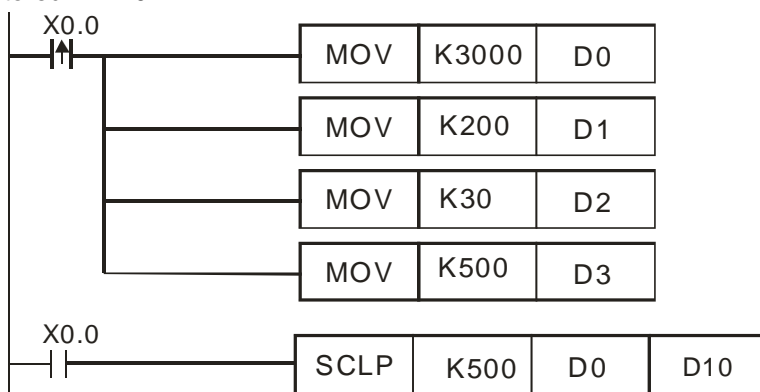 X0.0
MOV K3000 D0
MOV K200 D1
MOV K30 D2
MOV K500 D3
X0.0
SCLP K500 D0 D10